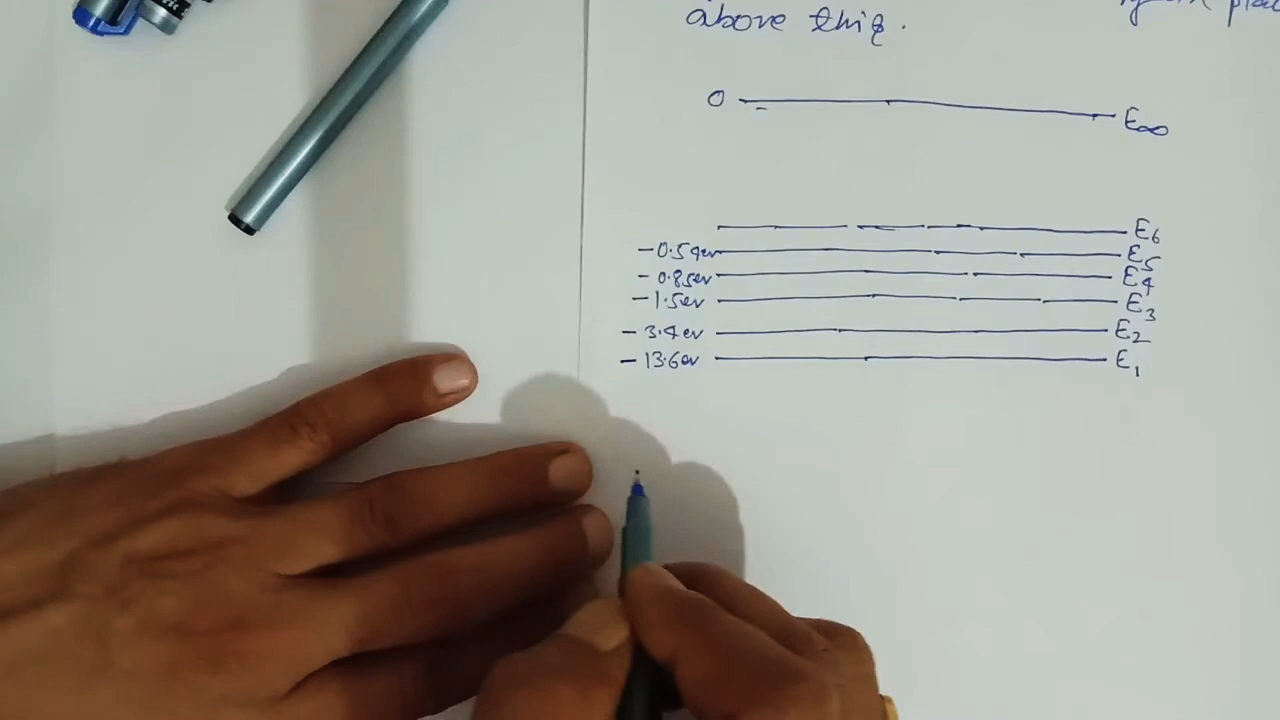 above this.
0 E∞
E6
-0.54ev E5
-0.85ev E4
-1.5ev E3
-3.4ev E2
-13.6ev E1